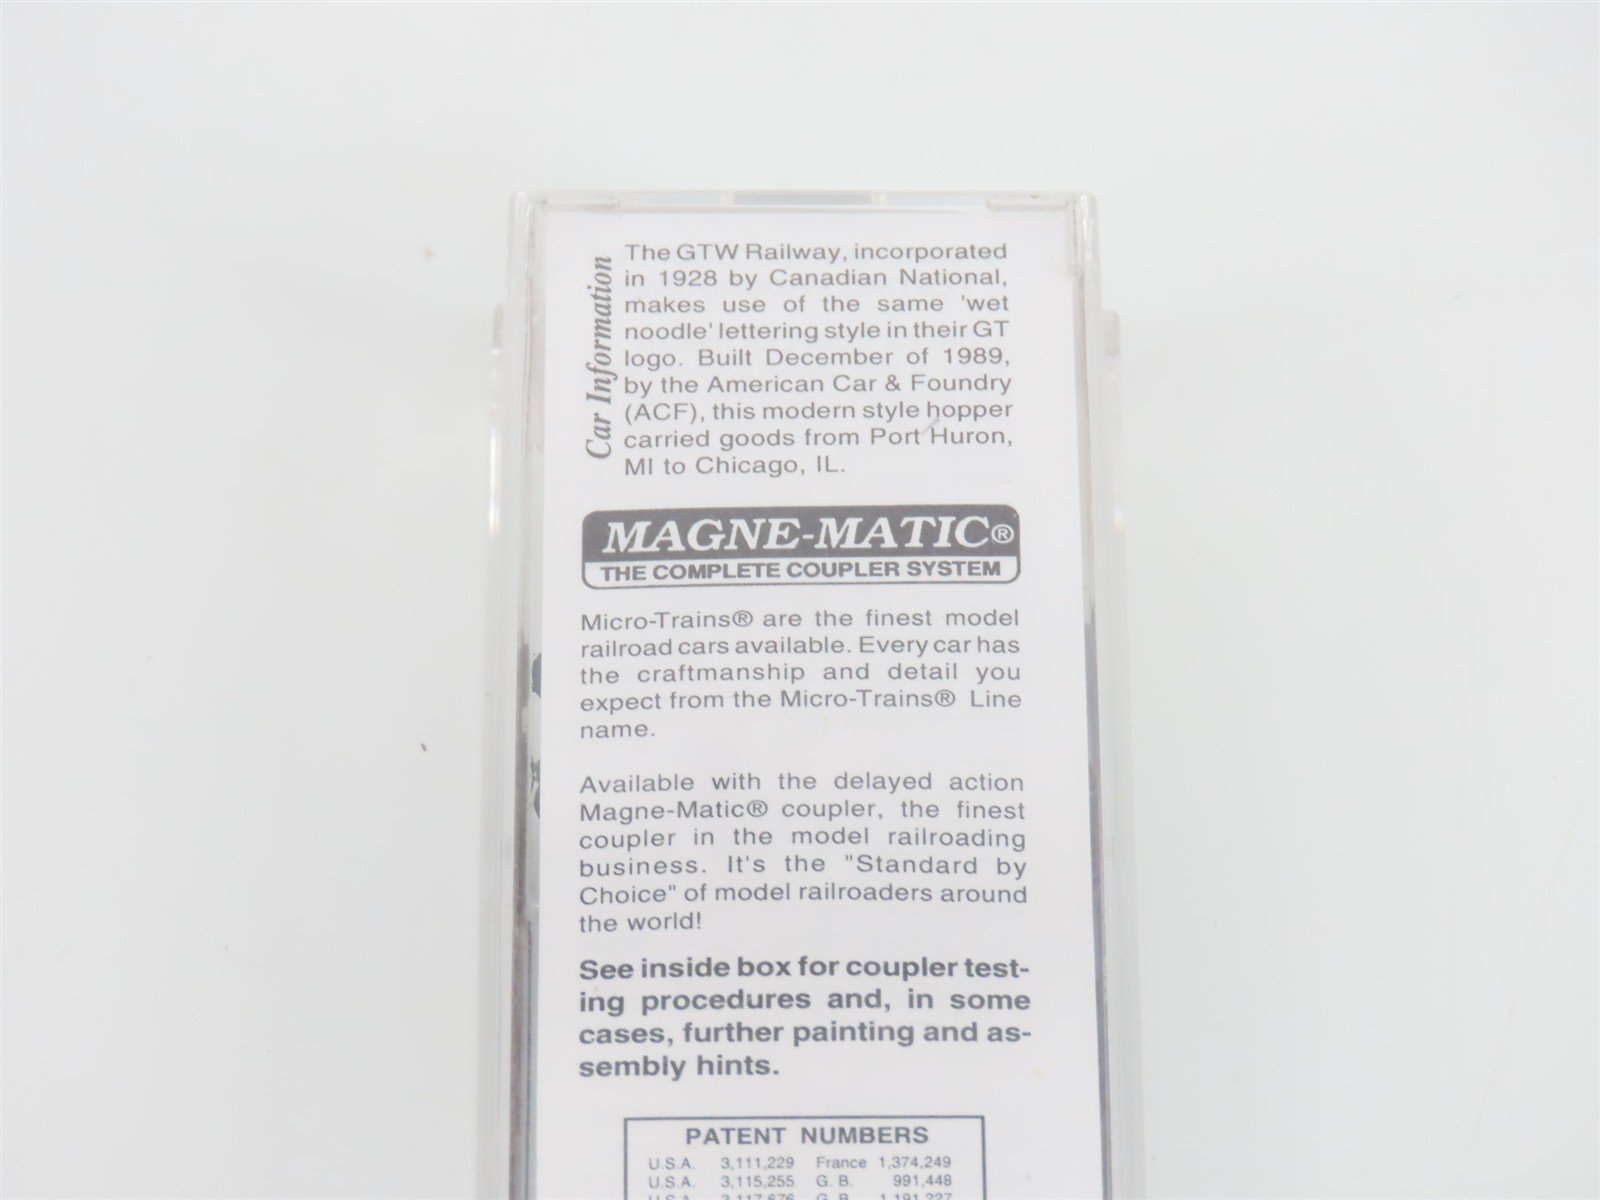 Car Information
The GTW Railway, incorporated
in 1928 by Canadian National,
makes use of the same 'wet
noodle' lettering style in their GT
logo. Built December of 1989,
by the American Car & Foundry
(ACF), this modern style hopper
carried goods from Port Huron,
MI to Chicago, IL.
MAGNE-MATIC®
THE COMPLETE COUPLER SYSTEM
Micro-Trains® are the finest model
railroad cars available. Every car has
the craftmanship and detail you
expect from the Micro-Trains® Line
name.
Available with the delayed action
Magne-Matic® coupler, the finest
coupler in the model railroading
business. It's the "Standard by
Choice" of model railroaders around
the world!
See inside box for coupler test-
ing procedures and, in some
cases, further painting and as-
sembly hints.
PATENT NUMBERS
U.S.A. 3,111,229 France 1,374,249
U.S.A. 3,115,255 G. B. 991,448
U.S.A. 3,117,676 G. B. 1,191,227